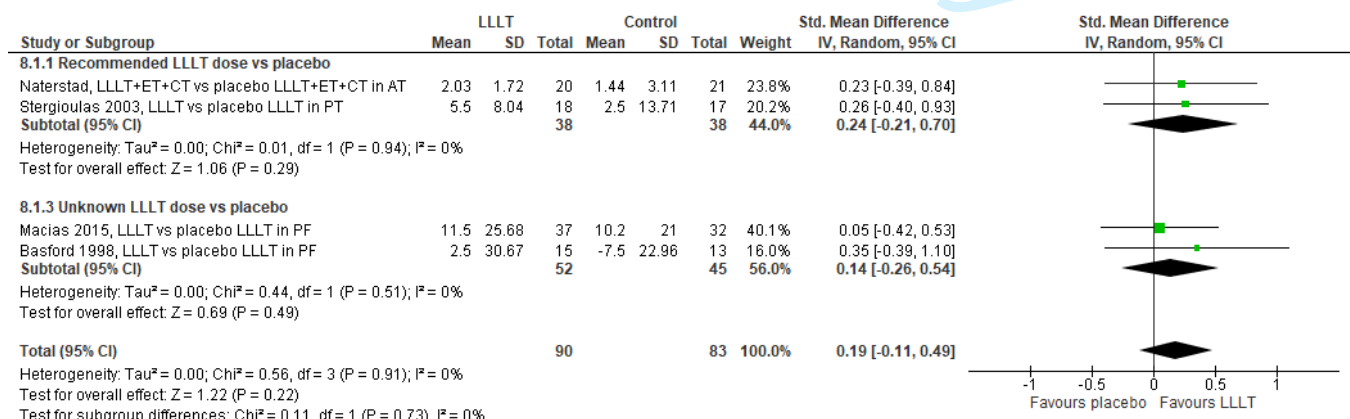 LLLT Control Std. Mean Difference Std. Mean Difference
Study or Subgroup Mean SD Total Mean SD Total Weight IV, Random, 95% CI IV, Random, 95% CI
8.1.1 Recommended LLLT dose vs placebo
Naterstad, LLLT+ET+CT vs placebo LLLT+ET+CT in AT 2.03 1.72 20 1.44 3.11 21 23.8% 0.23 [-0.39, 0.84]
Stergioulas 2003, LLLT vs placebo LLLT in PT 5.5 8.04 18 2.5 13.71 17 20.2% 0.26 [-0.40, 0.93]
Subtotal (95% CI) 38 38 44.0% 0.24 [-0.21, 0.70]
Heterogeneity: Tau² = 0.00; Chi² = 0.01, df = 1 (P = 0.94); I² = 0%
Test for overall effect: Z = 1.06 (P = 0.29)
8.1.3 Unknown LLLT dose vs placebo
Macias 2015, LLLT vs placebo LLLT in PF 11.5 25.68 37 10.2 21 32 40.1% 0.05 [-0.42, 0.53]
Basford 1998, LLLT vs placebo LLLT in PF 2.5 30.67 15 -7.5 22.96 13 16.0% 0.35 [-0.39, 1.10]
Subtotal (95% CI) 52 45 56.0% 0.14 [-0.26, 0.54]
Heterogeneity: Tau² = 0.00; Chi² = 0.44, df = 1 (P = 0.51); I² = 0%
Test for overall effect: Z = 0.69 (P = 0.49)
Total (95% CI) 90 83 100.0% 0.19 [-0.11, 0.49]
Heterogeneity: Tau² = 0.00; Chi² = 0.56, df = 3 (P = 0.91); I² = 0%
Test for overall effect: Z = 1.22 (P = 0.22)
Test for subgroup differences: Chi² = 0.11, df = 1 (P = 0.73), I² = 0%
-1 -0.5 0 0.5 1
Favours placebo Favours LLLT